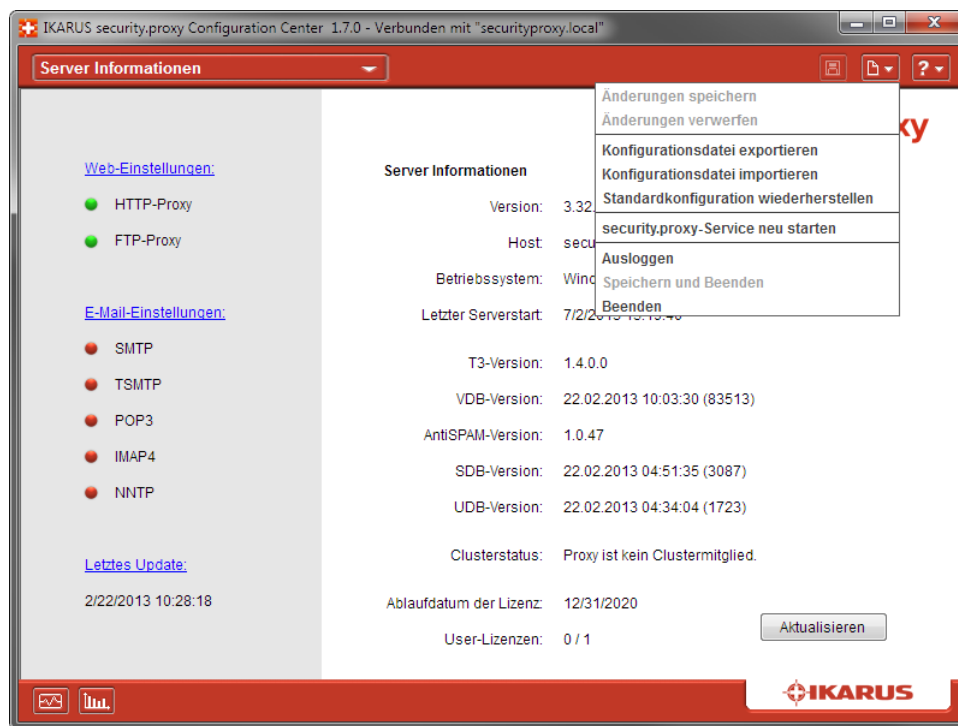 IKARUS security.proxy Configuration Center 1.7.0 - Verbunden mit "securityproxy.local"
Server Informationen
Änderungen speichern
Änderungen verwerfen
Konfigurationsdatei exportieren
Konfigurationsdatei importieren
Standardkonfiguration wiederherstellen
security.proxy-Service neu starten
Ausloggen
Speichern und Beenden
Beenden
Web-Einstellungen:
HTTP-Proxy
FTP-Proxy
E-Mail-Einstellungen:
SMTP
TSMTP
POP3
IMAP4
NNTP
Letztes Update:
2/22/2013 10:28:18
Server Informationen
Version: 3.32.
Host:
Betriebssystem:
Letzter Serverstart:
T3-Version: 1.4.0.0
VDB-Version: 22.02.2013 10:03:30 (83513)
AntiSPAM-Version: 1.0.47
SDB-Version: 22.02.2013 04:51:35 (3087)
UDB-Version: 22.02.2013 04:34:04 (1723)
Clusterstatus: Proxy ist kein Clustermitglied.
Ablaufdatum der Lizenz: 12/31/2020
User-Lizenzen: 0 / 1
Aktualisieren
IKARUS